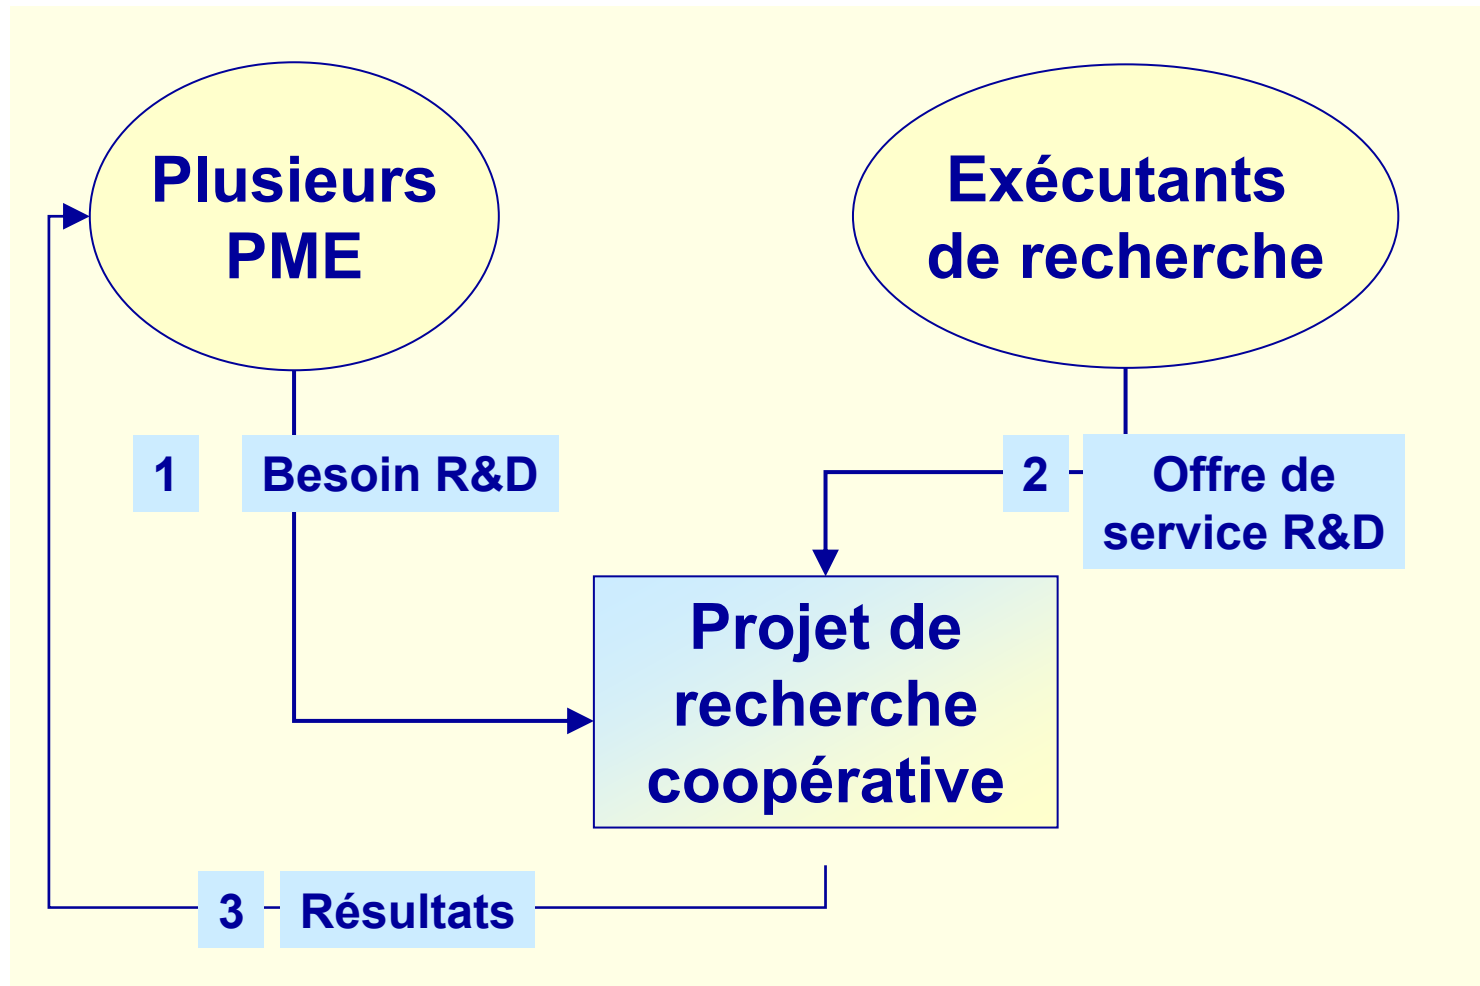 Plusieurs
PME
Exécutants
de recherche
1
Besoin R&D
2
Offre de
service R&D
Projet de
recherche
coopérative
3
Résultats